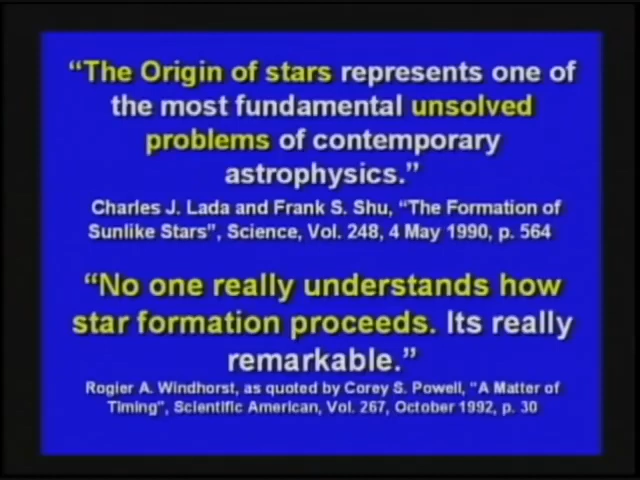 “The Origin of stars represents one of
the most fundamental unsolved
problems of contemporary
astrophysics.”
Charles J. Lada and Frank S. Shu, “The Formation of
Sunlike Stars”, Science, Vol. 248, 4 May 1990, p. 564
“No one really understands how
star formation proceeds. Its really
remarkable.”
Rogier A. Windhorst, as quoted by Corey S. Powell, "A Matter of
Timing”, Scientific American, Vol. 267, October 1992, p. 30